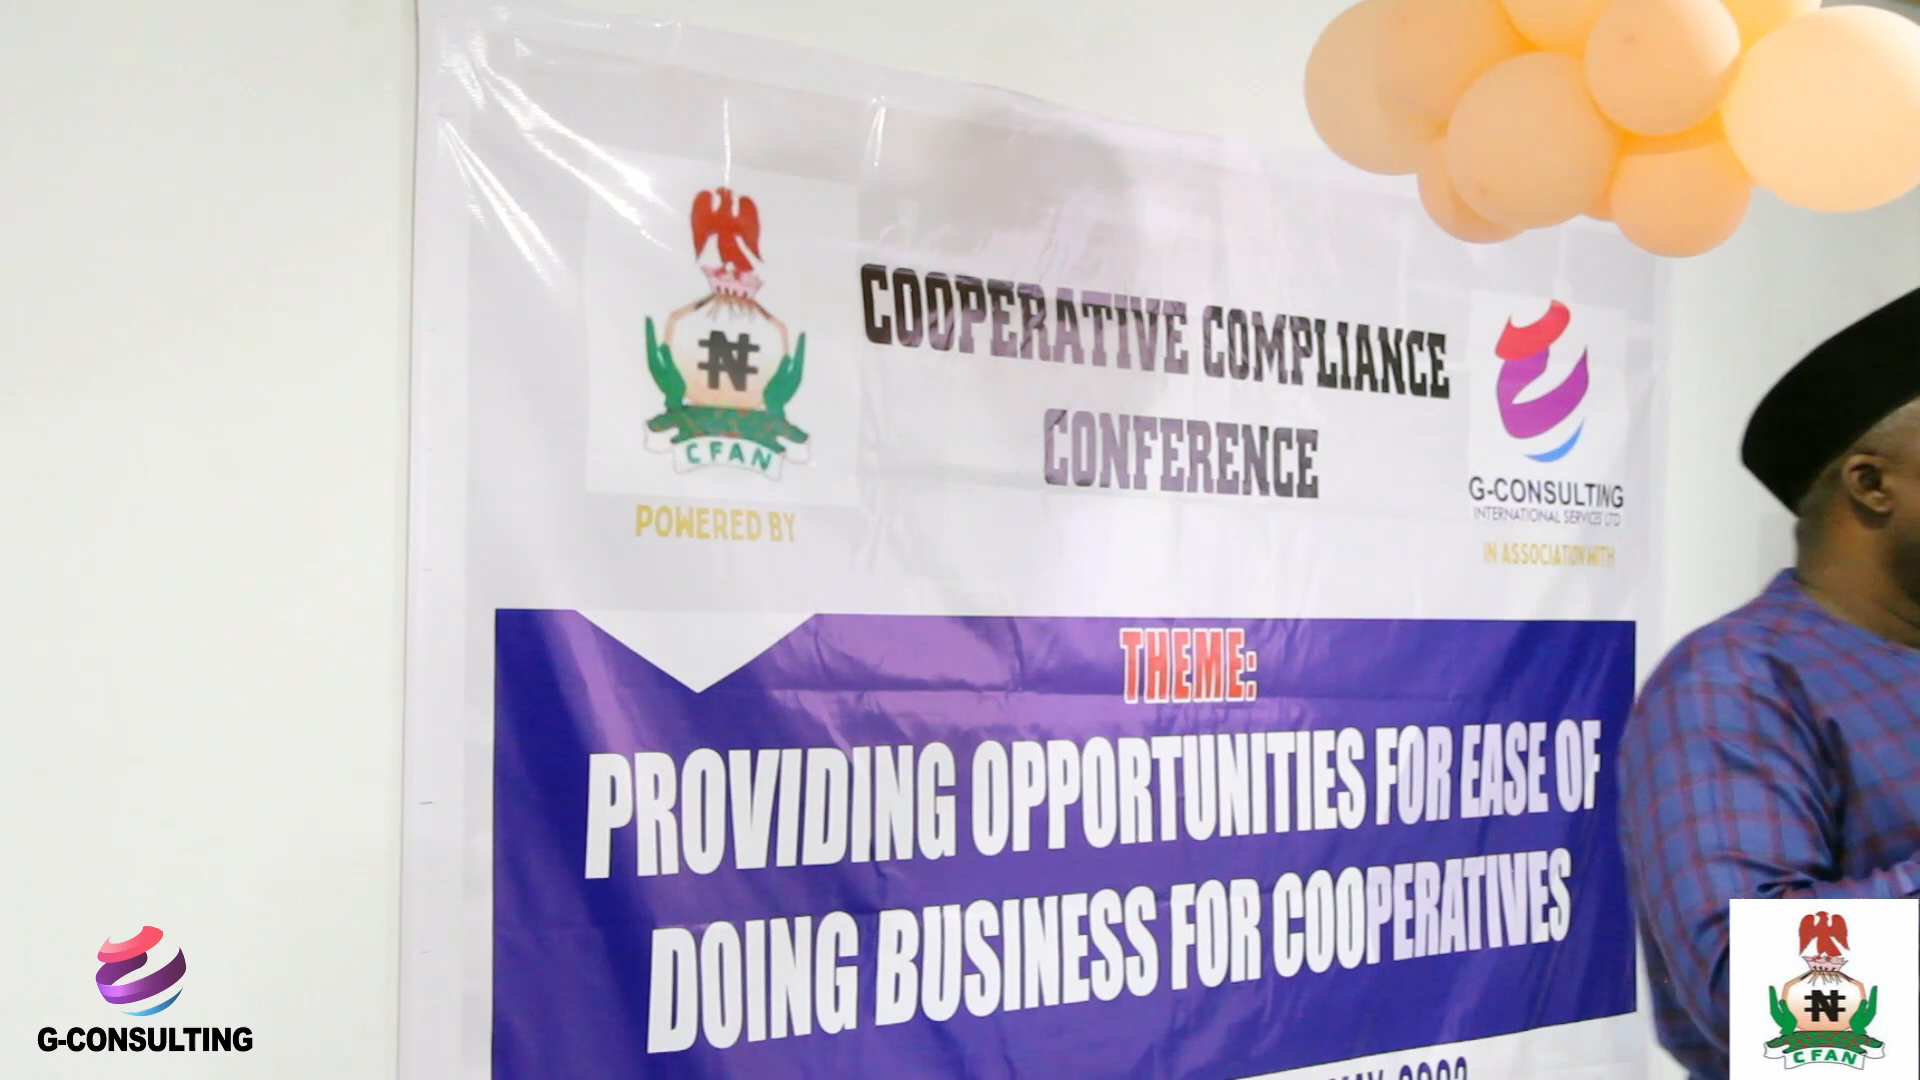 COOPERATIVE COMPLIANCE
CONFERENCE
₦
CFAN
POWERED BY
G-CONSULTING
INTERNATIONAL SERVICES LTD
IN ASSOCIATION WITH
THEME:
PROVIDING OPPORTUNITIES FOR EASE OF
DOING BUSINESS FOR COOPERATIVES
G-CONSULTING
₦
CFAN